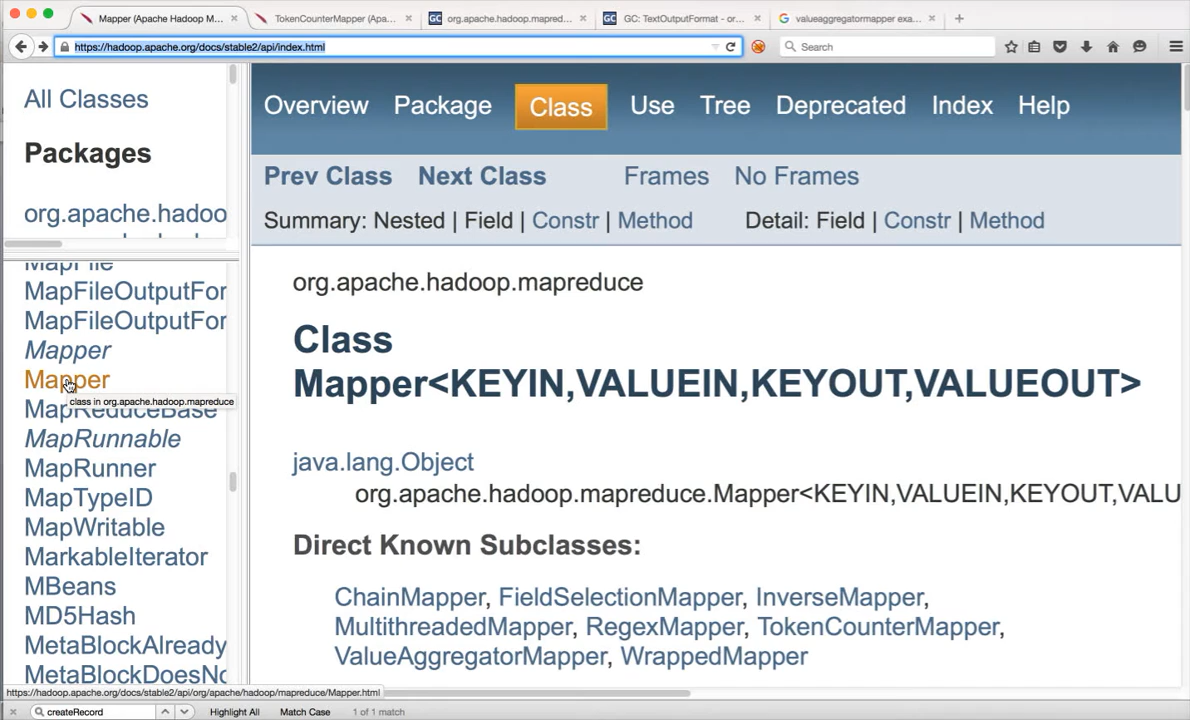 Mapper (Apache Hadoop M...
TokenCounterMapper (Apa...
org.apache.hadoop.mapred...
GC: TextOutputFormat - or...
valueaggregatormapper exa...
https://hadoop.apache.org/docs/stable2/api/index.html
Search
All Classes
Packages
org.apache.hadoo
MapFile
MapFileOutputFor
MapFileOutputFor
Mapper
Mapper
class in org.apache.hadoop.mapreduce
MapReduceBase
MapRunnable
MapRunner
MapTypeID
MapWritable
MarkableIterator
MBeans
MD5Hash
MetaBlockAlready
MetaBlockDoesNo
Overview Package Class Use Tree Deprecated Index Help
Prev Class Next Class Frames No Frames
Summary: Nested | Field | Constr | Method Detail: Field | Constr | Method
org.apache.hadoop.mapreduce
Class
Mapper<KEYIN,VALUEIN,KEYOUT,VALUEOUT>
java.lang.Object
org.apache.hadoop.mapreduce.Mapper<KEYIN,VALUEIN,KEYOUT,VALU
Direct Known Subclasses:
ChainMapper, FieldSelectionMapper, InverseMapper,
MultithreadedMapper, RegexMapper, TokenCounterMapper,
ValueAggregatorMapper, WrappedMapper
https://hadoop.apache.org/docs/stable2/api/org/apache/hadoop/mapreduce/Mapper.html
createRecord Highlight All Match Case 1 of 1 match